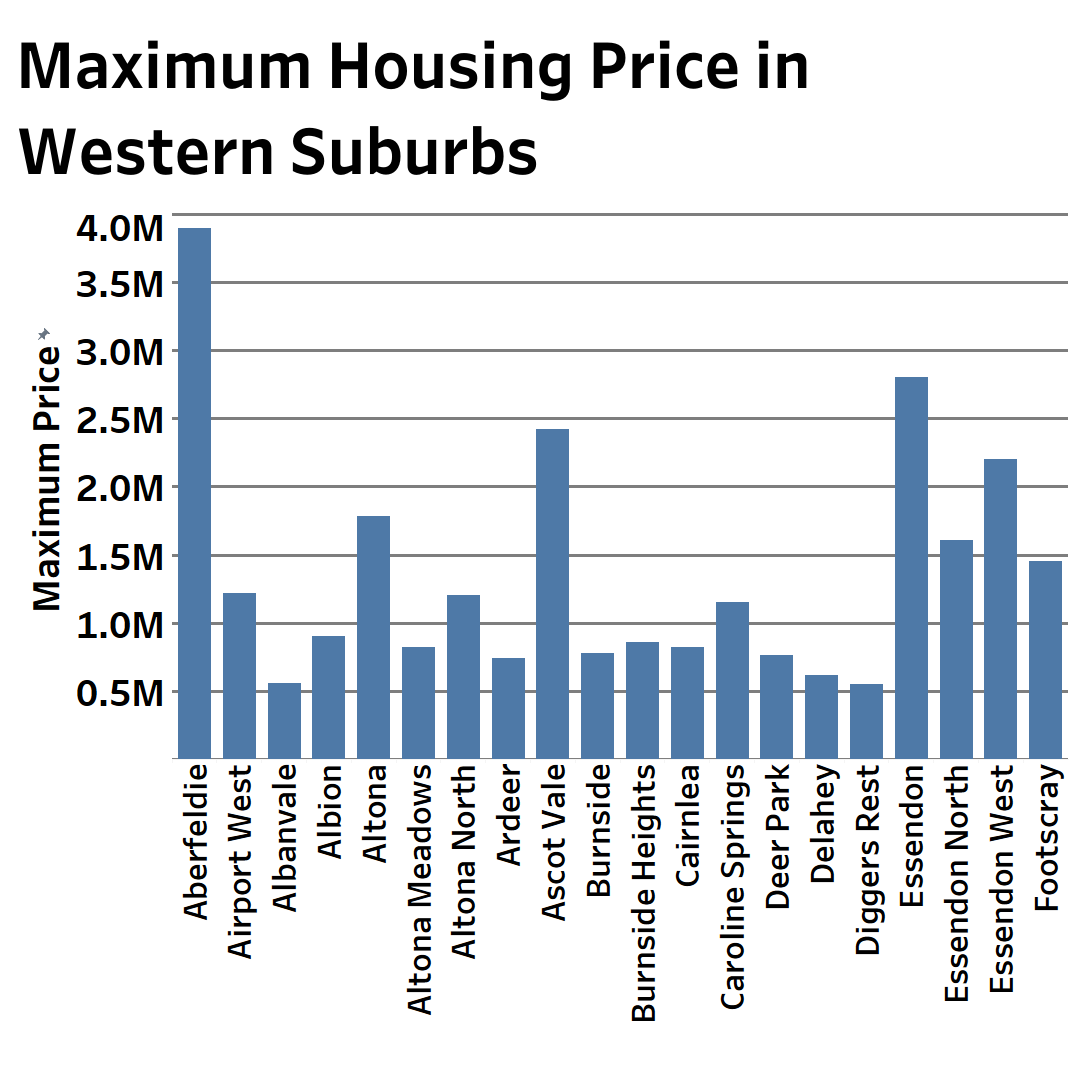 Maximum Housing Price in
Western Suburbs
4.0M
3.5M
3.0M
2.5M
2.0M
1.5M
1.0M
0.5M
Maximum Price
Aberfeldie
Airport West
Albanvale
Albion
Altona
Altona Meadows
Altona North
Ardeer
Ascot Vale
Burnside
Burnside Heights
Cairnlea
Caroline Springs
Deer Park
Delahey
Diggers Rest
Essendon
Essendon North
Essendon West
Footscray